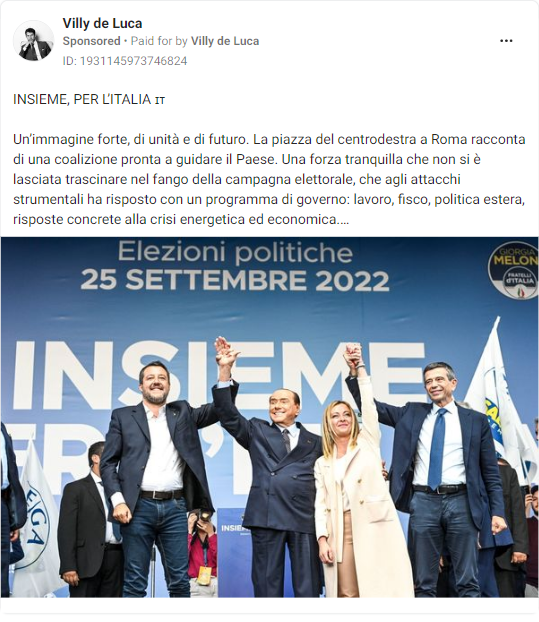 Villy de Luca
Sponsored • Paid for by Villy de Luca
ID: 1931145973746824
INSIEME, PER L'ITALIA IT
Un'immagine forte, di unità e di futuro. La piazza del centrodestra a Roma racconta
di una coalizione pronta a guidare il Paese. Una forza tranquilla che non si è
lasciata trascinare nel fango della campagna elettorale, che agli attacchi
strumentali ha risposto con un programma di governo: lavoro, fisco, politica estera,
risposte concrete alla crisi energetica ed economica....
Elezioni politiche
25 SETTEMBRE 2022
GIORGIA
MELON
FRATELLI
d'ITALIA
INSIEME
LEGA
INSIEM